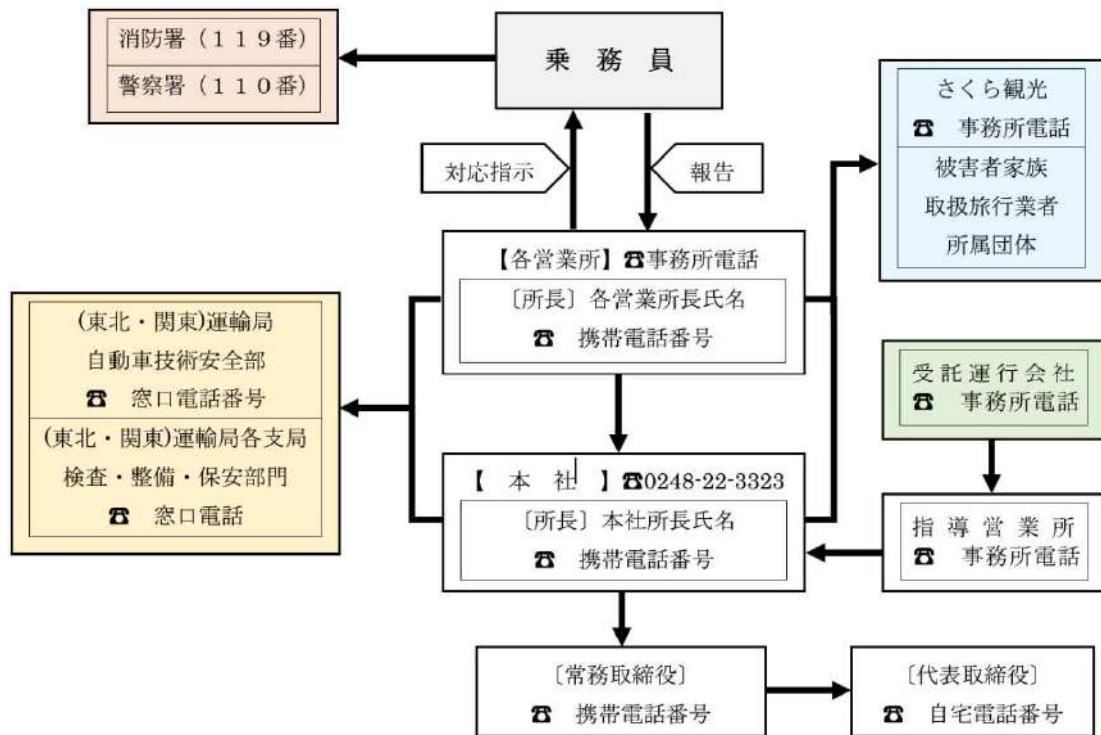 消防署（１１９番）
警察署（１１０番）
乗務員
さくら観光
☎ 事務所電話
被害者家族
取扱旅行業者
所属団体
対応指示
報告
【各営業所】☎事務所電話
〔所長〕各営業所長氏名
☎ 携帯電話番号
(東北・関東)運輸局
自動車技術安全部
☎ 窓口電話番号
(東北・関東)運輸局各支局
検査・整備・保安部門
☎ 窓口電話
受託運行会社
☎ 事務所電話
【本社】☎0248-22-3323
〔所長〕本社所長氏名
☎ 携帯電話番号
指導営業所
☎ 事務所電話
〔常務取締役〕
☎ 携帯電話番号
〔代表取締役〕
☎ 自宅電話番号